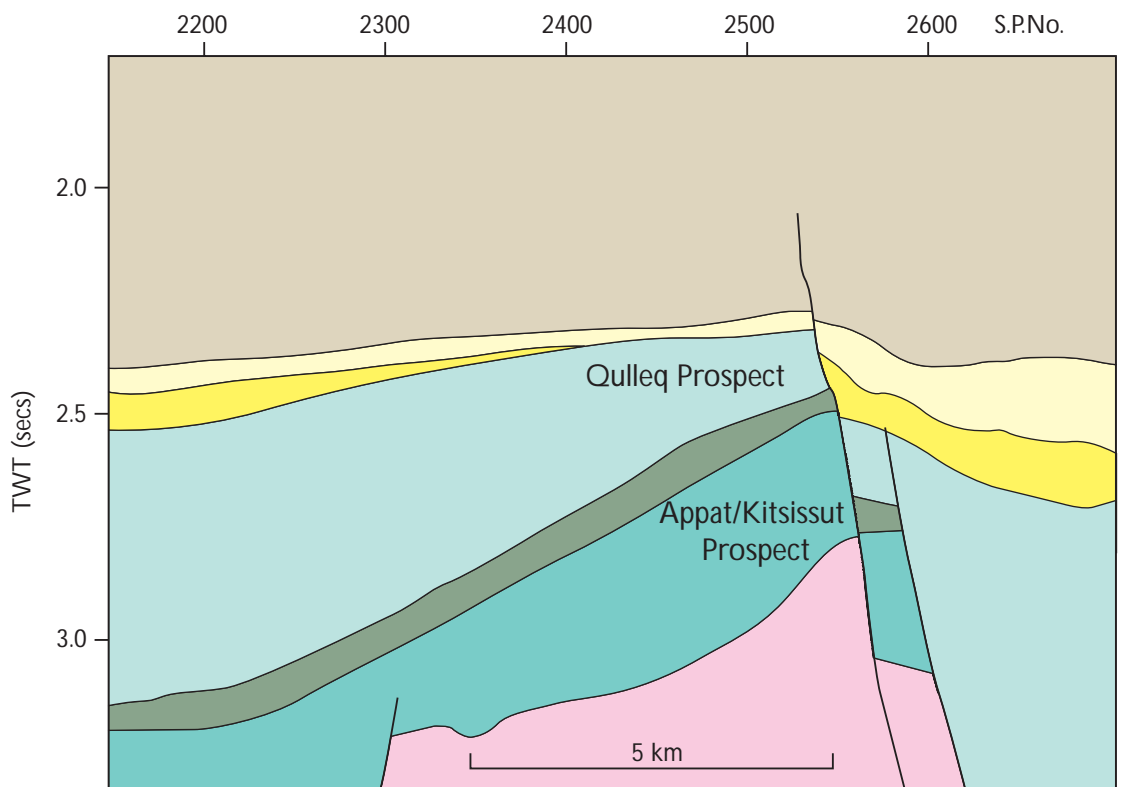 2200 2300 2400 2500 2600 S.P.No.
2.0
2.5
3.0
TWT (secs)
Qulleq Prospect
Appat/Kitsissut
Prospect
5 km